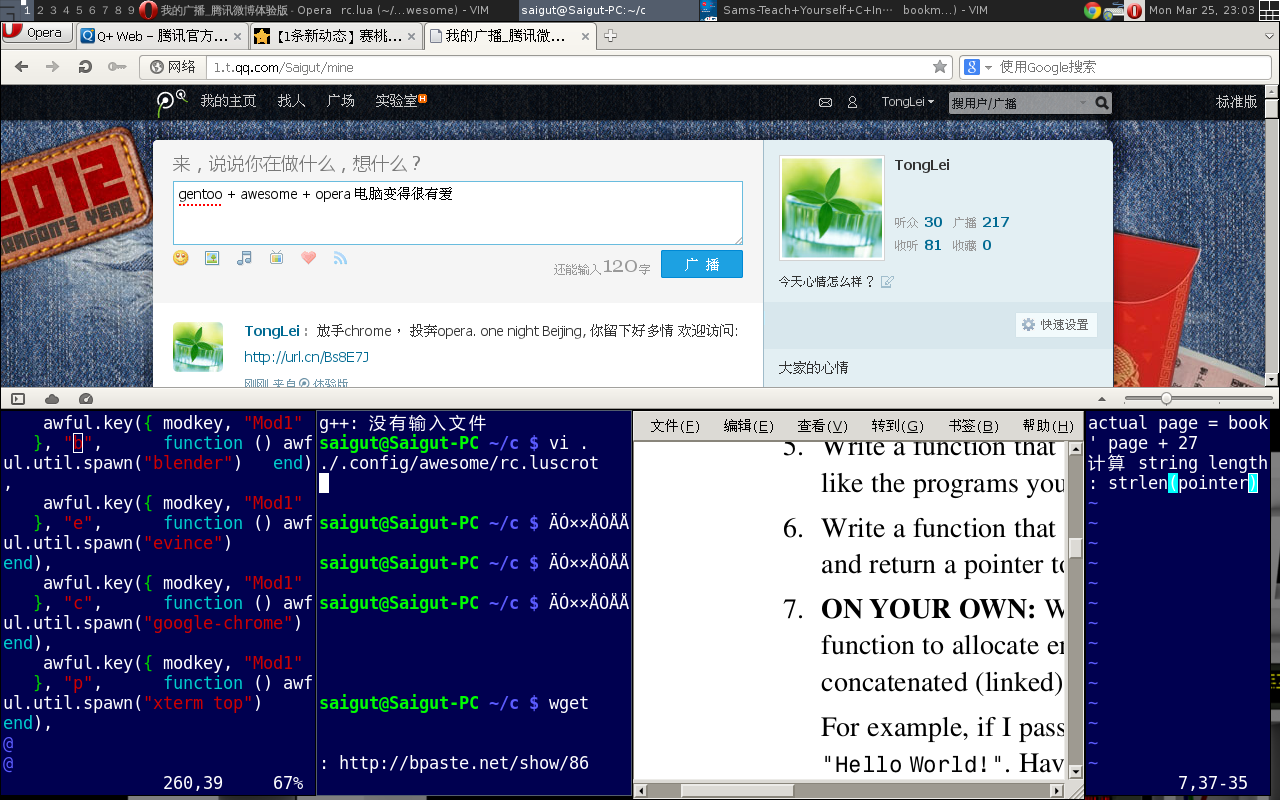 1 2 3 4 5 6 7 8 9 我的广播_腾讯微博体验版 - Opera rc.lua (~/...wesome) - VIM saigut@Saigut-PC:~/c Sams-Teach+Yourself+C+In... bookm...) - VIM Mon Mar 25, 23:03
Opera Q+ Web - 腾讯官方... 【1条新动态】赛桃... 我的广播_腾讯微...
网络 1.t.qq.com/Saigut/mine 使用Google搜索
我的主页 找人 广场 实验室 H TongLei 搜用户/广播 标准版
来，说说你在做什么，想什么？
gentoo + awesome + opera 电脑变得很有爱
还能输入120字 广 播
TongLei： 放手chrome， 投奔opera. one night Beijing, 你留下好多情 欢迎访问:
http://url.cn/Bs8E7J
刚刚 来自 体验版
TongLei
听众 30 广播 217
收听 81 收藏 0
今天心情怎么样？
快速设置
大家的心情
2012
DRAGON'S YEAR
awful.key({ modkey, "Mod1"
}, "b", function () awf
ul.util.spawn("blender") end)
,
awful.key({ modkey, "Mod1"
}, "e", function () awf
ul.util.spawn("evince")
end),
awful.key({ modkey, "Mod1"
}, "c", function () awf
ul.util.spawn("google-chrome")
end),
awful.key({ modkey, "Mod1"
}, "p", function () awf
ul.util.spawn("xterm top")
end),
@
@
260,39 67%
g++: 没有输入文件
saigut@Saigut-PC ~/c $ vi .
./.config/awesome/rc.luscrot
saigut@Saigut-PC ~/c $ ÄÓ××ÅÒÅÅ
saigut@Saigut-PC ~/c $ ÄÓ××ÅÒÅÅ
saigut@Saigut-PC ~/c $ ÄÓ××ÅÒÅÅ
saigut@Saigut-PC ~/c $ wget
: http://bpaste.net/show/86
文件(F) 编辑(E) 查看(V) 转到(G) 书签(B) 帮助(H)
5. Write a function that
like the programs you
6. Write a function that
and return a pointer to
7. ON YOUR OWN: W
function to allocate en
concatenated (linked)
For example, if I pass
"Hello World!". Hav
actual page = book
' page + 27
计算 string length
: strlen(pointer)
~
~
~
~
~
~
~
~
~
~
~
~
~
~
7,37-35